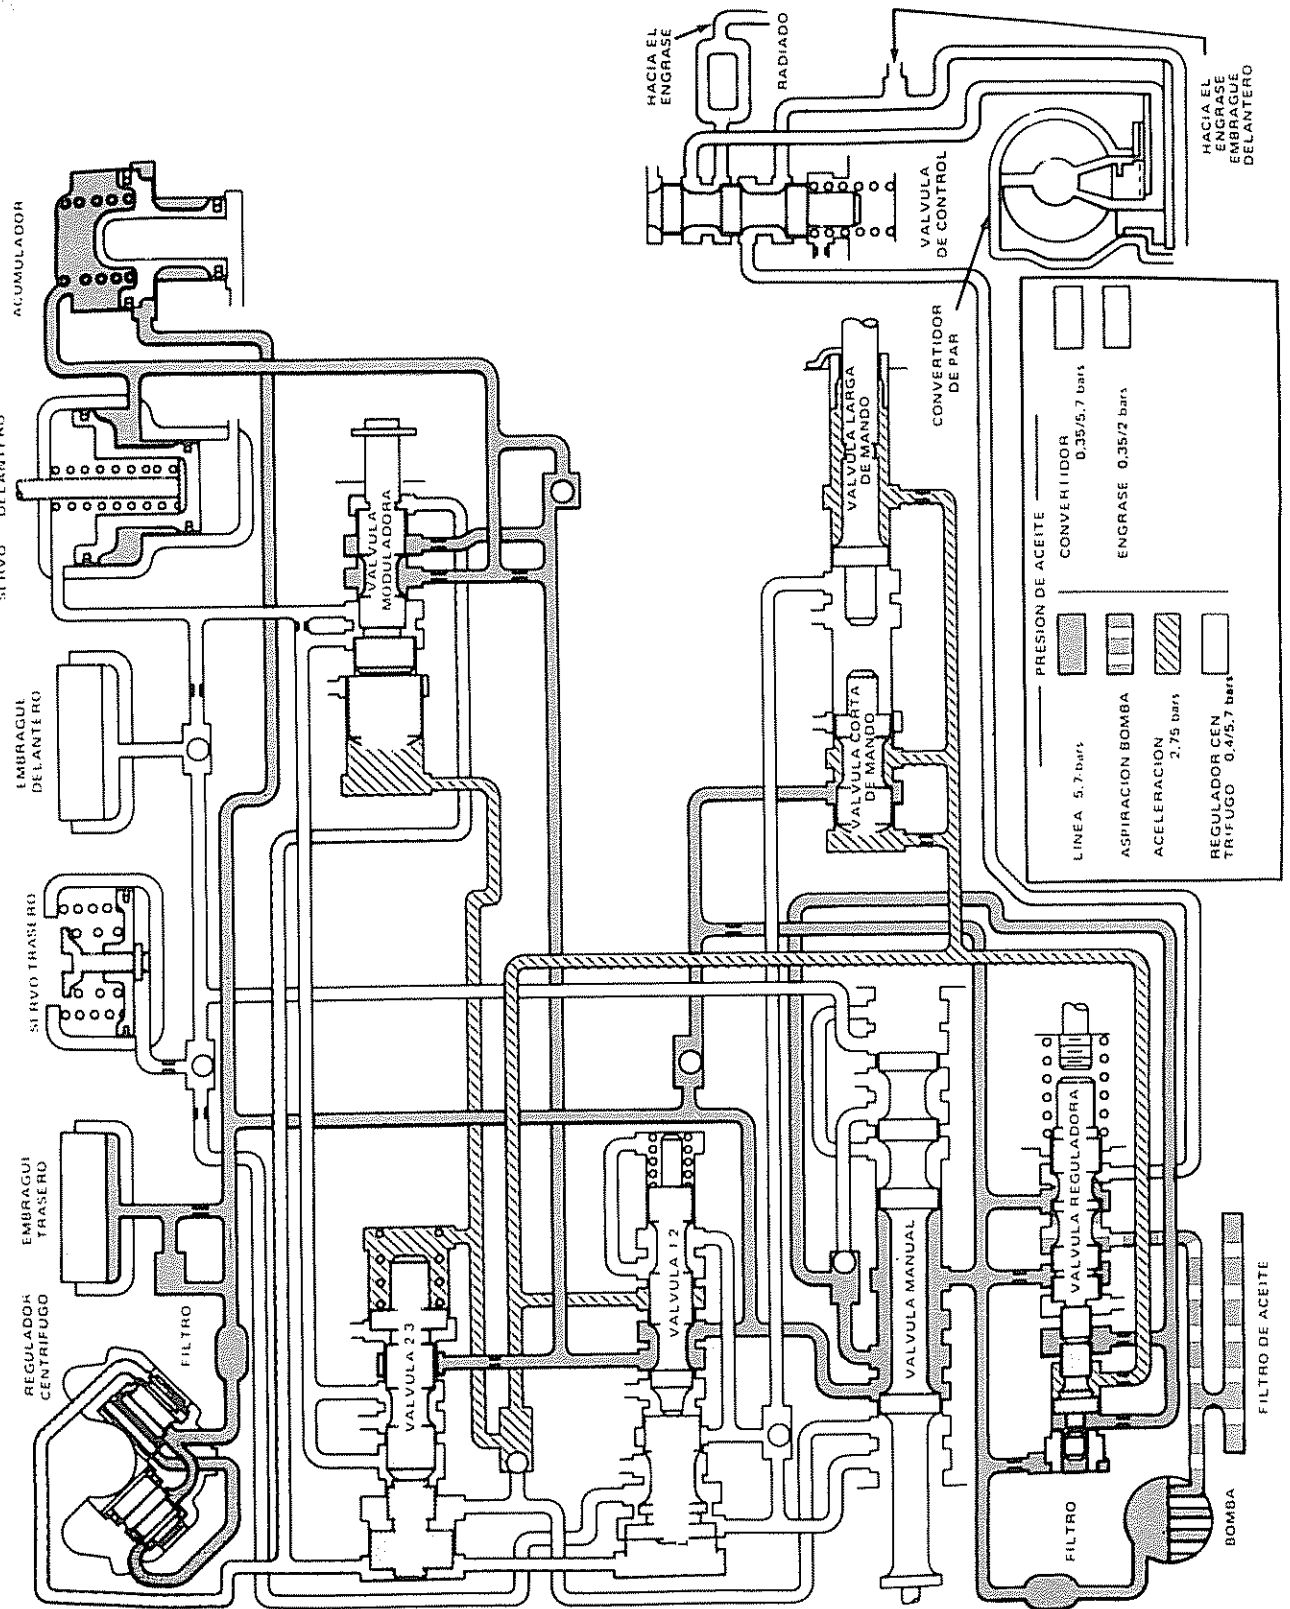 REGULADOR
CENTRIFUGO
FILTRO
EMBRAGUE
TRASERO
SERVO TRASERO
EMBRAGUE
DELANTERO
SERVO DELANTERO
ACUMULADOR
VALVULA 2 3
VALVULA
MODULADORA
VALVULA 1 2
VALVULA MANUAL
VALVULA CORTA
DE MANDO
VALVULA LARGA
DE MANDO
VALVULA REGULADORA
FILTRO
BOMBA
FILTRO DE ACEITE
HACIA EL
ENGRASE
RADIADO
VALVULA
DE CONTROL
CONVERTIDOR
DE PAR
HACIA EL
ENGRASE
EMBRAGUE
DELANTERO
PRESION DE ACEITE
LINEA 5,7 bars
ASPIRACION BOMBA
ACELERACION
2,75 bars
REGULADOR CEN
TRIFUGO 0,4/5,7 bars
CONVERTIDOR
0,35/5,7 bars
ENGRASE 0,35/2 bars